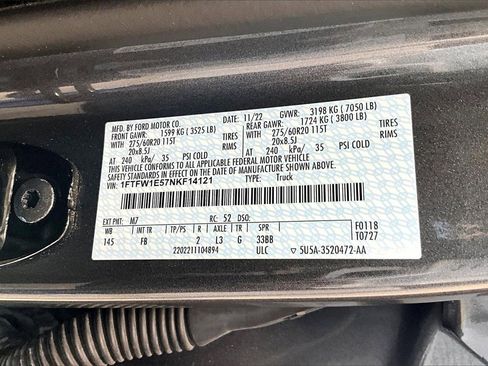 MFD. BY FORD MOTOR CO. 11/22 GVWR: 3198 KG ( 7050 LB)
FRONT GAWR: 1599 KG ( 3525 LB) REAR GAWR: 1724 KG ( 3800 LB)
WITH WITH
275/60R20 115T TIRES 275/60R20 115T TIRES
20x8.5J RIMS 20x8.5J RIMS
AT 240 kPa/ 35 PSI COLD AT 240 kPa/ 35 PSI COLD
THIS VEHICLE CONFORMS TO ALL APPLICABLE FEDERAL MOTOR VEHICLE
SAFETY STANDARDS IN EFFECT ON THE DATE OF MANUFACTURE SHOWN ABOVE.
VIN: 1FTFW1E57NKF14121 TYPE: Truck
EXT PNT: M7 RC: 52 DSO: F0118
WB INT TR TP/PS R AXLE TR SPR T0727
145 FB 2 L3 G 33BB
2202211104894 ULC 5U5A-3520472-AA